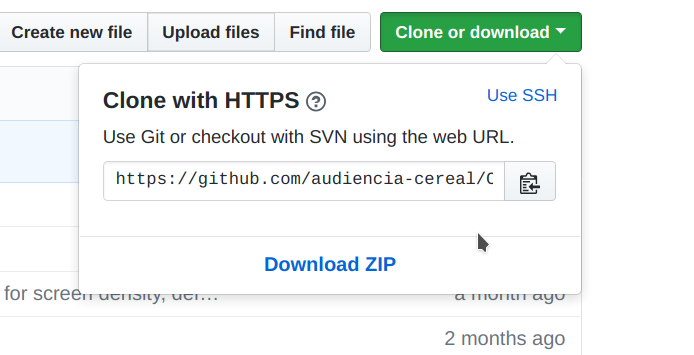 Create new file Upload files Find file Clone or download
Clone with HTTPS
Use SSH
Use Git or checkout with SVN using the web URL.
https://github.com/audiencia-cereal/
Download ZIP
for screen density, der…
a month ago
2 months ago